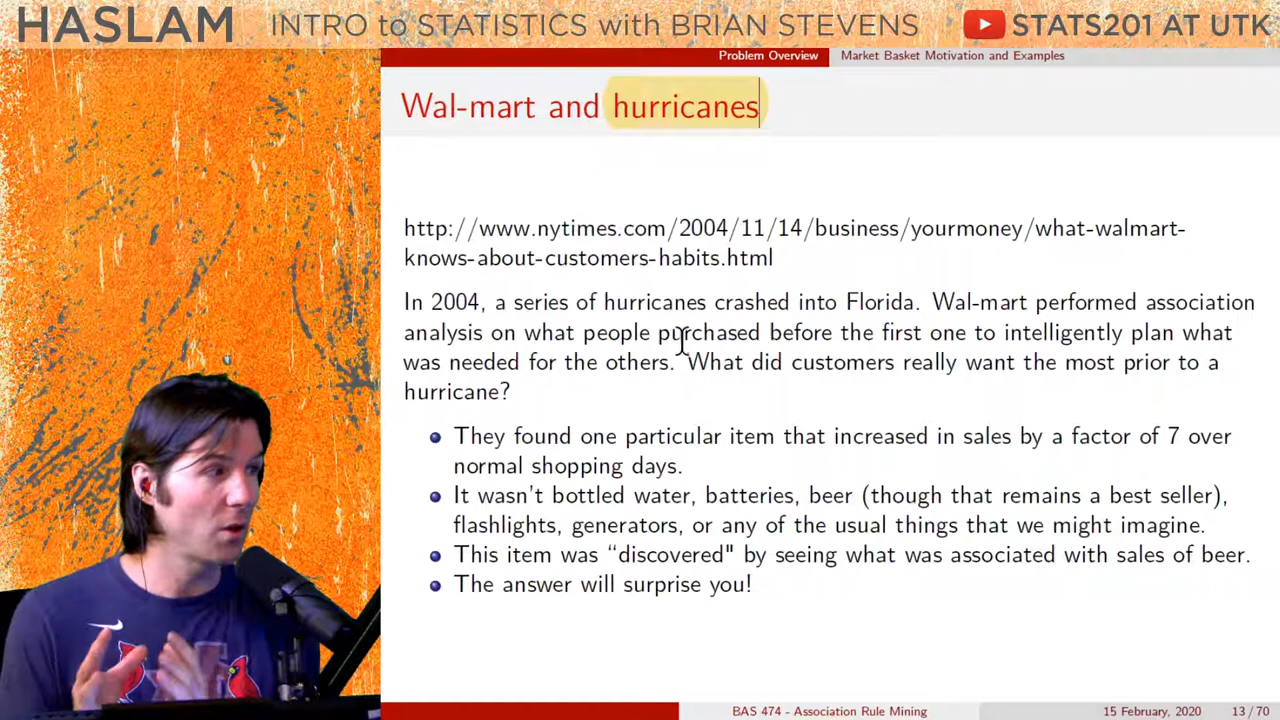 HASLAM INTRO to STATISTICS with BRIAN STEVENS STATS201 AT UTK
Problem Overview Market Basket Motivation and Examples
Wal-mart and hurricanes
http://www.nytimes.com/2004/11/14/business/yourmoney/what-walmart-
knows-about-customers-habits.html
In 2004, a series of hurricanes crashed into Florida. Wal-mart performed association
analysis on what people purchased before the first one to intelligently plan what
was needed for the others. What did customers really want the most prior to a
hurricane?
They found one particular item that increased in sales by a factor of 7 over
normal shopping days.
It wasn't bottled water, batteries, beer (though that remains a best seller),
flashlights, generators, or any of the usual things that we might imagine.
This item was “discovered" by seeing what was associated with sales of beer.
The answer will surprise you!
BAS 474 - Association Rule Mining 15 February, 2020 13 / 70